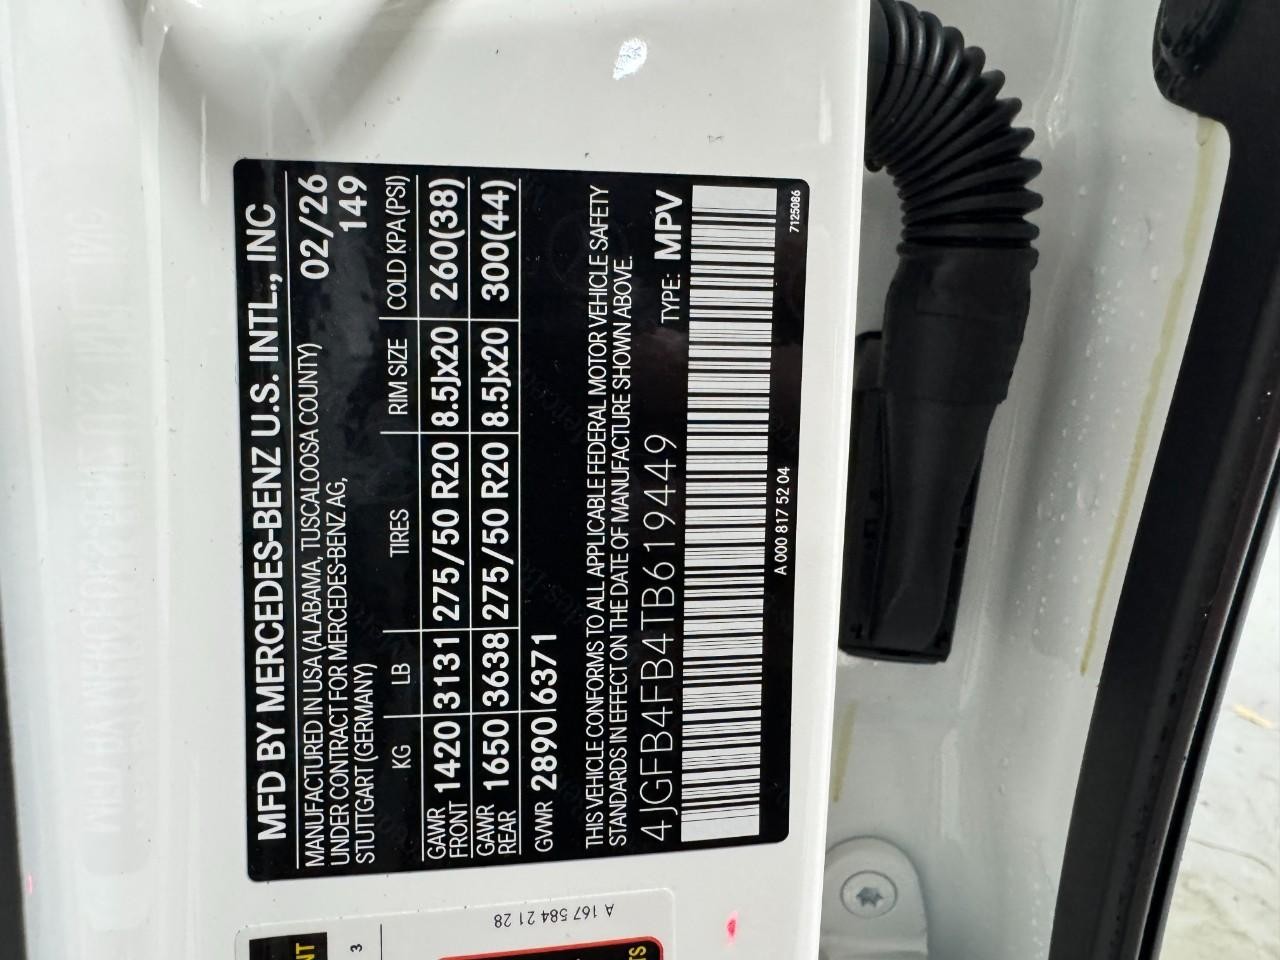 MFD BY MERCEDES-BENZ U.S. INTL., INC
MANUFACTURED IN USA (ALABAMA, TUSCALOOSA COUNTY) 02/26
UNDER CONTRACT FOR MERCEDES-BENZ AG, 149
STUTTGART (GERMANY)
KG LB TIRES RIM SIZE COLD KPA(PSI)
GAWR FRONT 1420 3131 275/50 R20 8.5Jx20 260(38)
GAWR REAR 1650 3638 275/50 R20 8.5Jx20 300(44)
GVWR 2890 6371
THIS VEHICLE CONFORMS TO ALL APPLICABLE FEDERAL MOTOR VEHICLE SAFETY
STANDARDS IN EFFECT ON THE DATE OF MANUFACTURE SHOWN ABOVE.
4JGFB4FB4TB619449 TYPE: MPV
A 000 817 52 04 7125086
A 167 584 21 28
NT
3
TS